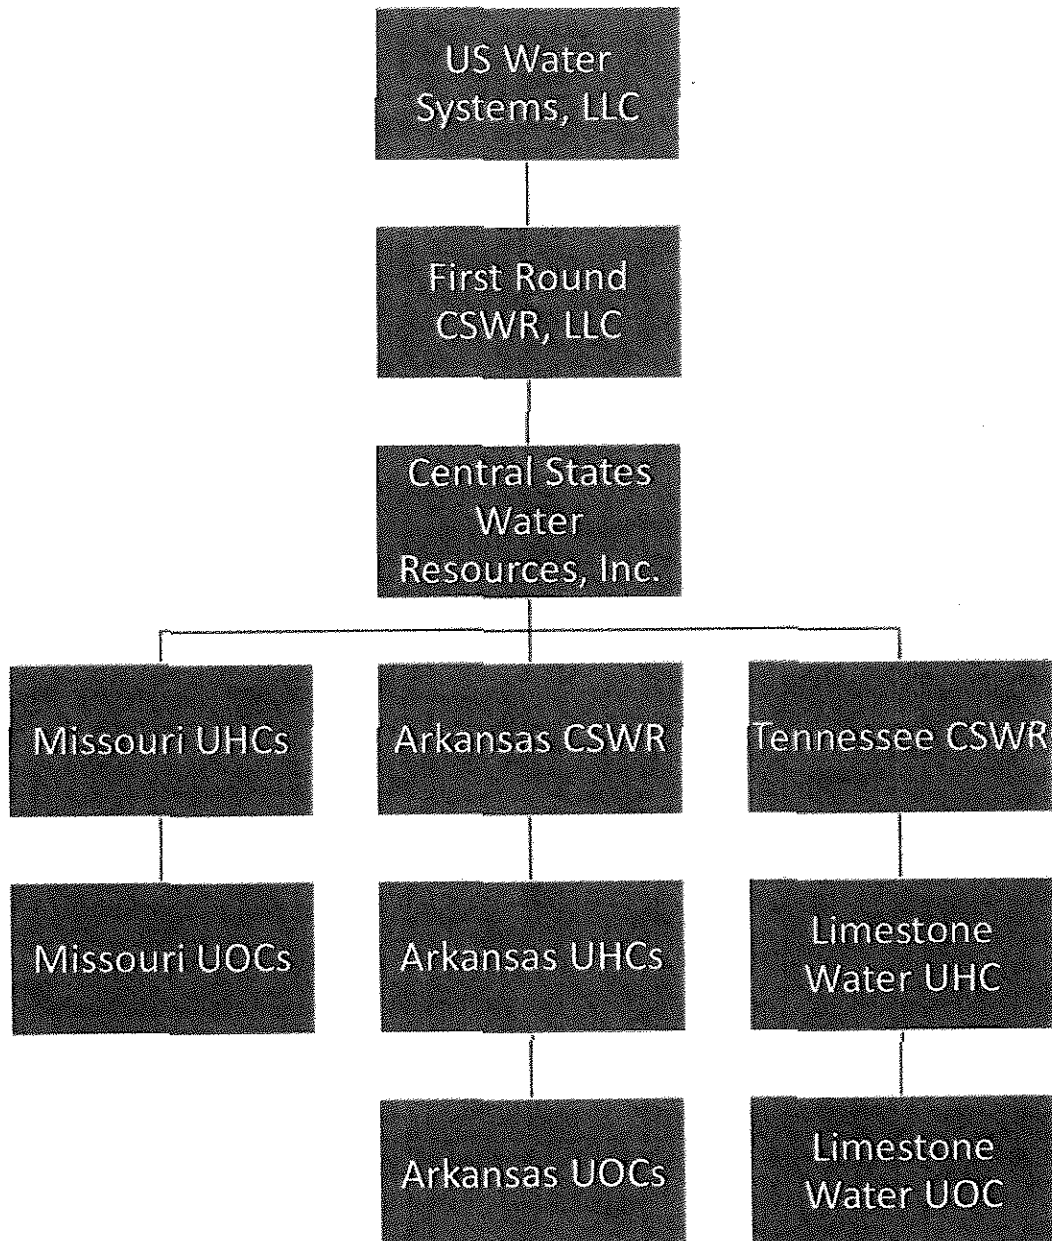 US Water
Systems, LLC
First Round
CSWR, LLC
Central States
Water
Resources, Inc.
Missouri UHCs
Arkansas CSWR
Tennessee CSWR
Missouri UOCs
Arkansas UHCs
Limestone
Water UHC
Arkansas UOCs
Limestone
Water UOC